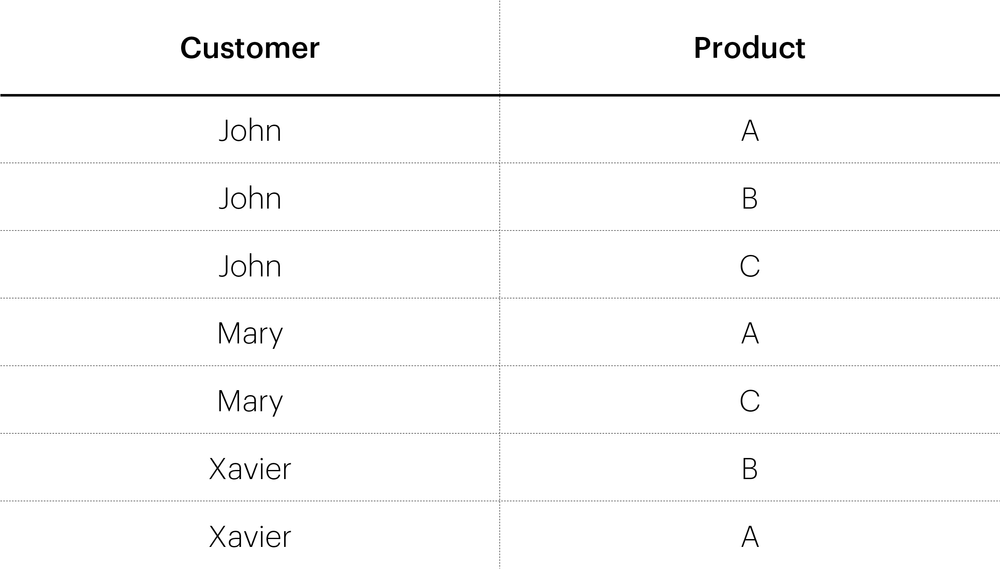 Customer Product
John A
John B
John C
Mary A
Mary C
Xavier B
Xavier A